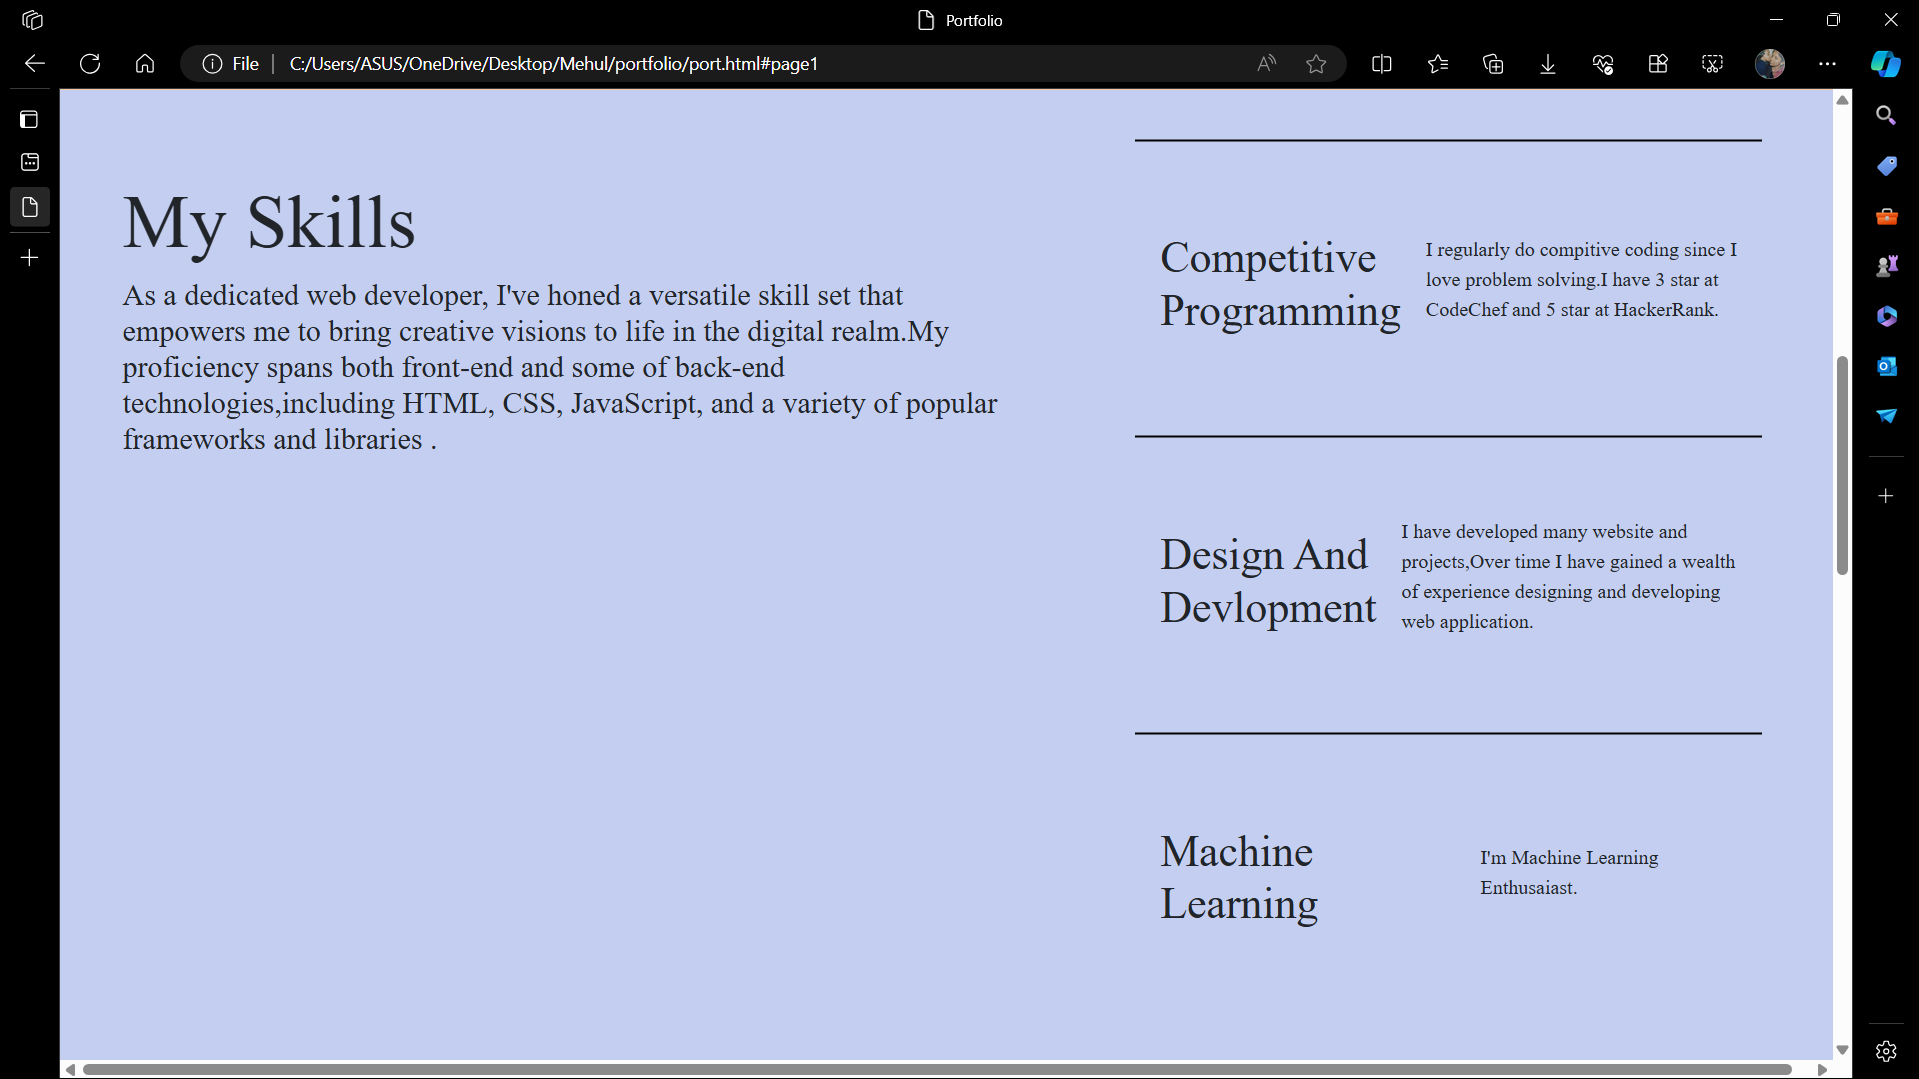 Portfolio
File
C:/Users/ASUS/OneDrive/Desktop/Mehul/portfolio/port.html#page1
My Skills
As a dedicated web developer, I've honed a versatile skill set that
empowers me to bring creative visions to life in the digital realm.My
proficiency spans both front-end and some of back-end
technologies,including HTML, CSS, JavaScript, and a variety of popular
frameworks and libraries .
Competitive
Programming
I regularly do compitive coding since I
love problem solving.I have 3 star at
CodeChef and 5 star at HackerRank.
Design And
Devlopment
I have developed many website and
projects,Over time I have gained a wealth
of experience designing and developing
web application.
Machine
Learning
I'm Machine Learning
Enthusaiast.